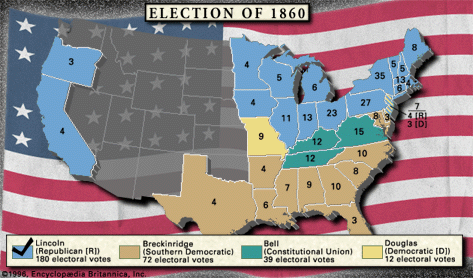 ELECTION OF 1860
3
4
4
5
6
4
11
13
23
35
27
8
5
5
13
4
6
7
4 [R]
3 [D]
8
3
9
12
15
12
10
4
4
6
7
9
10
8
3
Lincoln
(Republican [R])
180 electoral votes
Breckinridge
(Southern Democratic)
72 electoral votes
Bell
(Constitutional Union)
39 electoral votes
Douglas
(Democratic [D])
12 electoral votes
©1996, Encyclopædia Britannica, Inc.